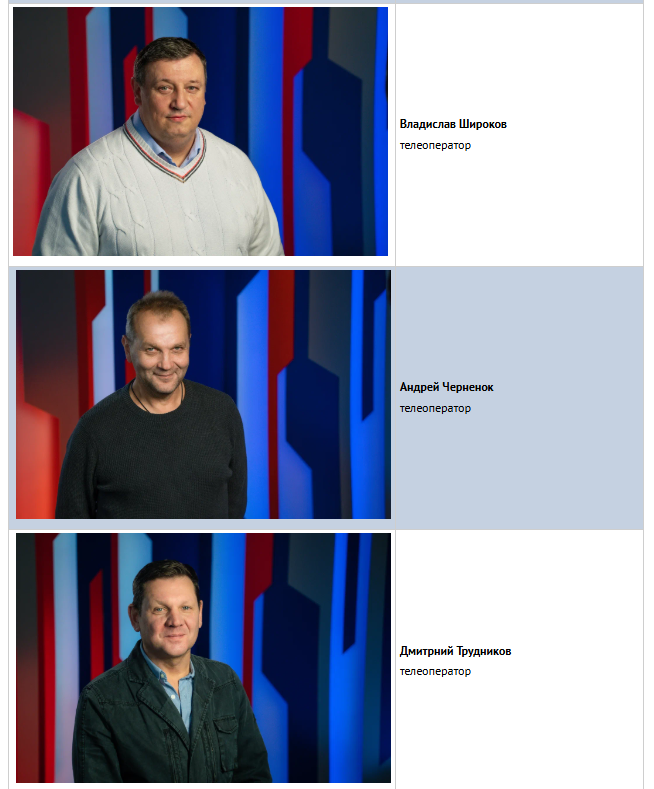 Владислав Широков
телеоператор
Андрей Черненок
телеоператор
Дмитрний Трудников
телеоператор